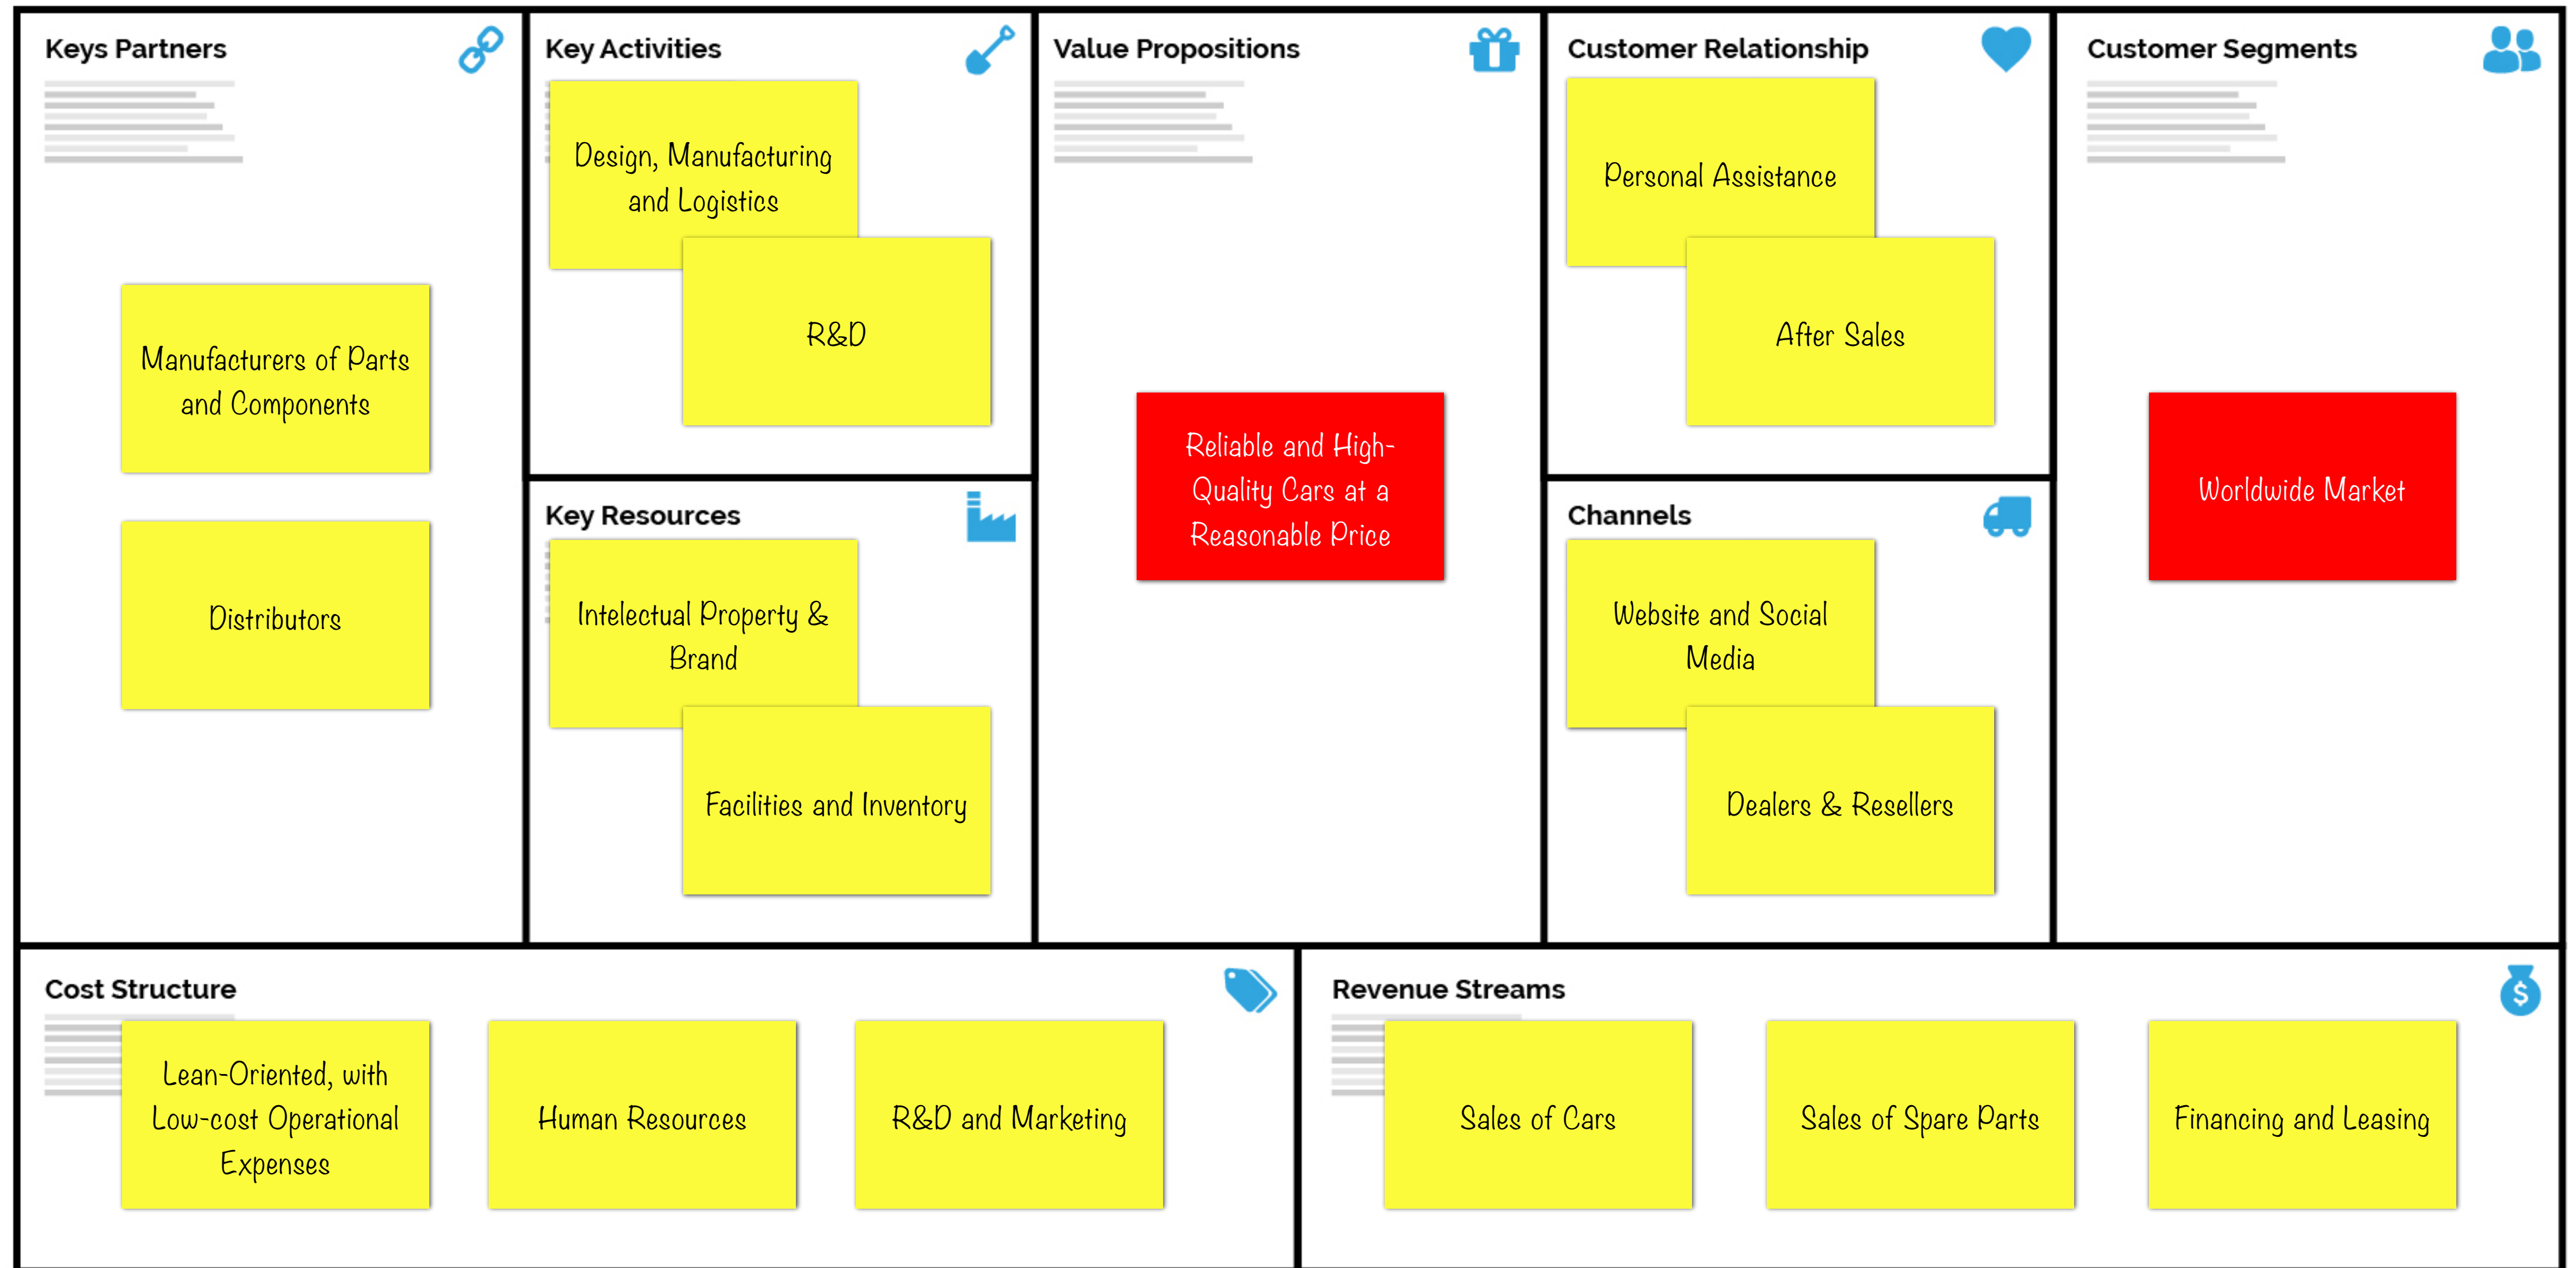 Keys Partners
Manufacturers of Parts
and Components
Distributors
Key Activities
Design, Manufacturing
and Logistics
R&D
Key Resources
Intelectual Property &
Brand
Facilities and Inventory
Value Propositions
Reliable and High-
Quality Cars at a
Reasonable Price
Customer Relationship
Personal Assistance
After Sales
Channels
Website and Social
Media
Dealers & Resellers
Customer Segments
Worldwide Market
Cost Structure
Lean-Oriented, with
Low-cost Operational
Expenses
Human Resources
R&D and Marketing
Revenue Streams
$
Sales of Cars
Sales of Spare Parts
Financing and Leasing